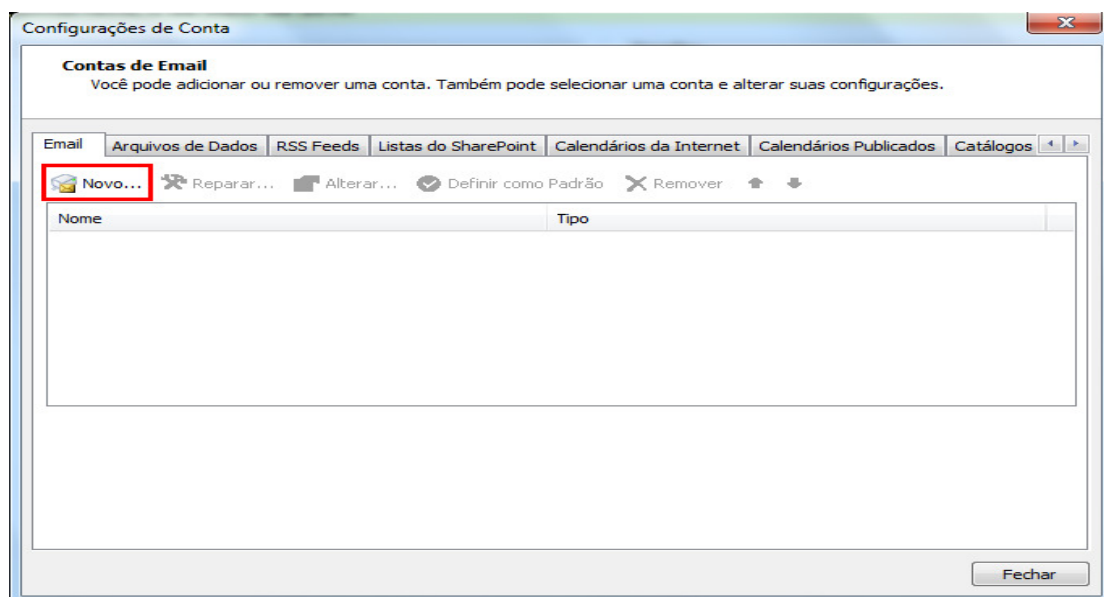 Configurações de Conta
Contas de Email
Você pode adicionar ou remover uma conta. Também pode selecionar uma conta e alterar suas configurações.
Email Arquivos de Dados RSS Feeds Listas do SharePoint Calendários da Internet Calendários Publicados Catálogos
Novo... Reparar... Alterar... Definir como Padrão Remover
Nome Tipo
Fechar